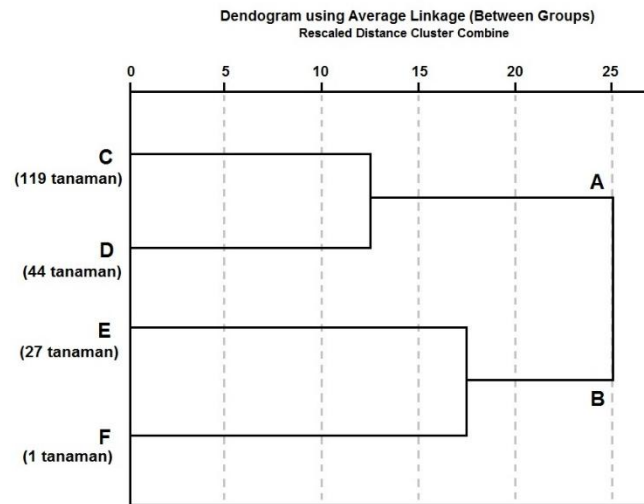 Dendogram using Average Linkage (Between Groups)
Rescaled Distance Cluster Combine
0 5 10 15 20 25
C
(119 tanaman)
A
D
(44 tanaman)
E
(27 tanaman)
B
F
(1 tanaman)